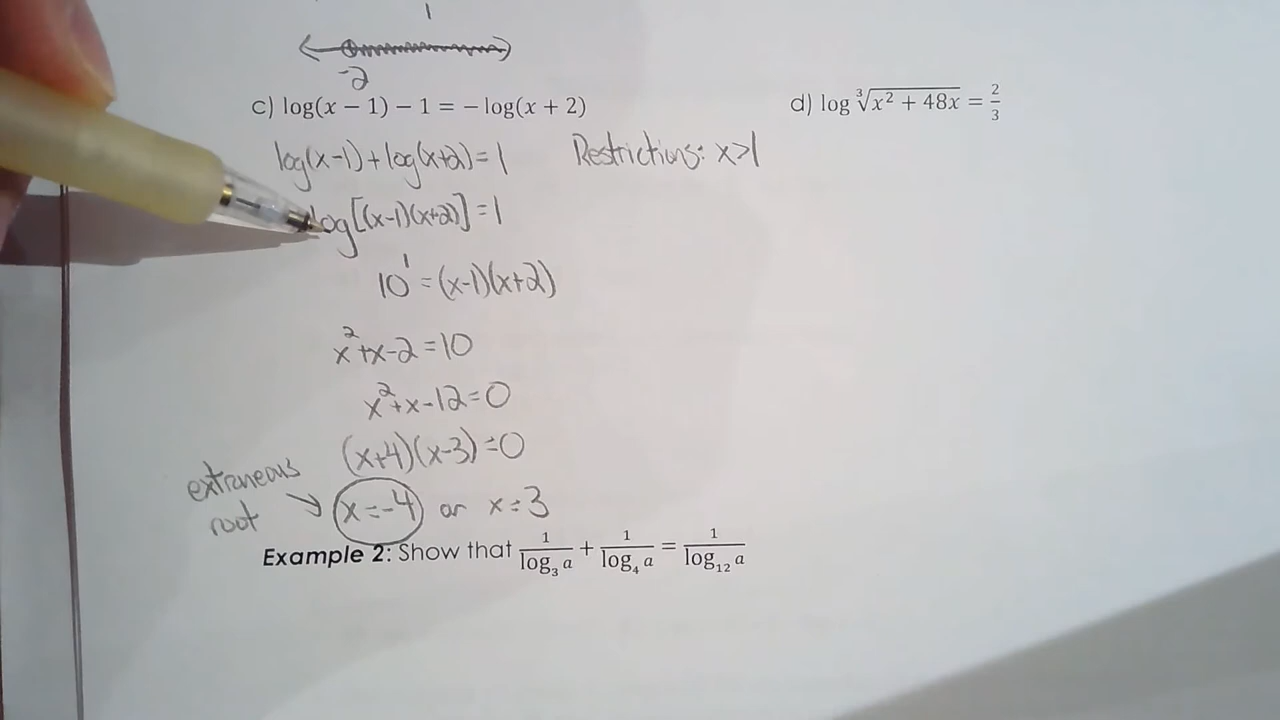 1
-2
c) log(x − 1) − 1 = − log(x + 2)
log(x-1)+log(x+2)=1
Restrictions: x>1
log[(x-1)(x+2)]=1
10¹=(x-1)(x+2)
x²+x-2=10
x²+x-12=0
(x+4)(x-3)=0
extraneous
root
x=-4 or x=3
d) log ∛(x² + 48x) = 2/3
Example 2: Show that 1/log₃ a + 1/log₄ a = 1/log₁₂ a